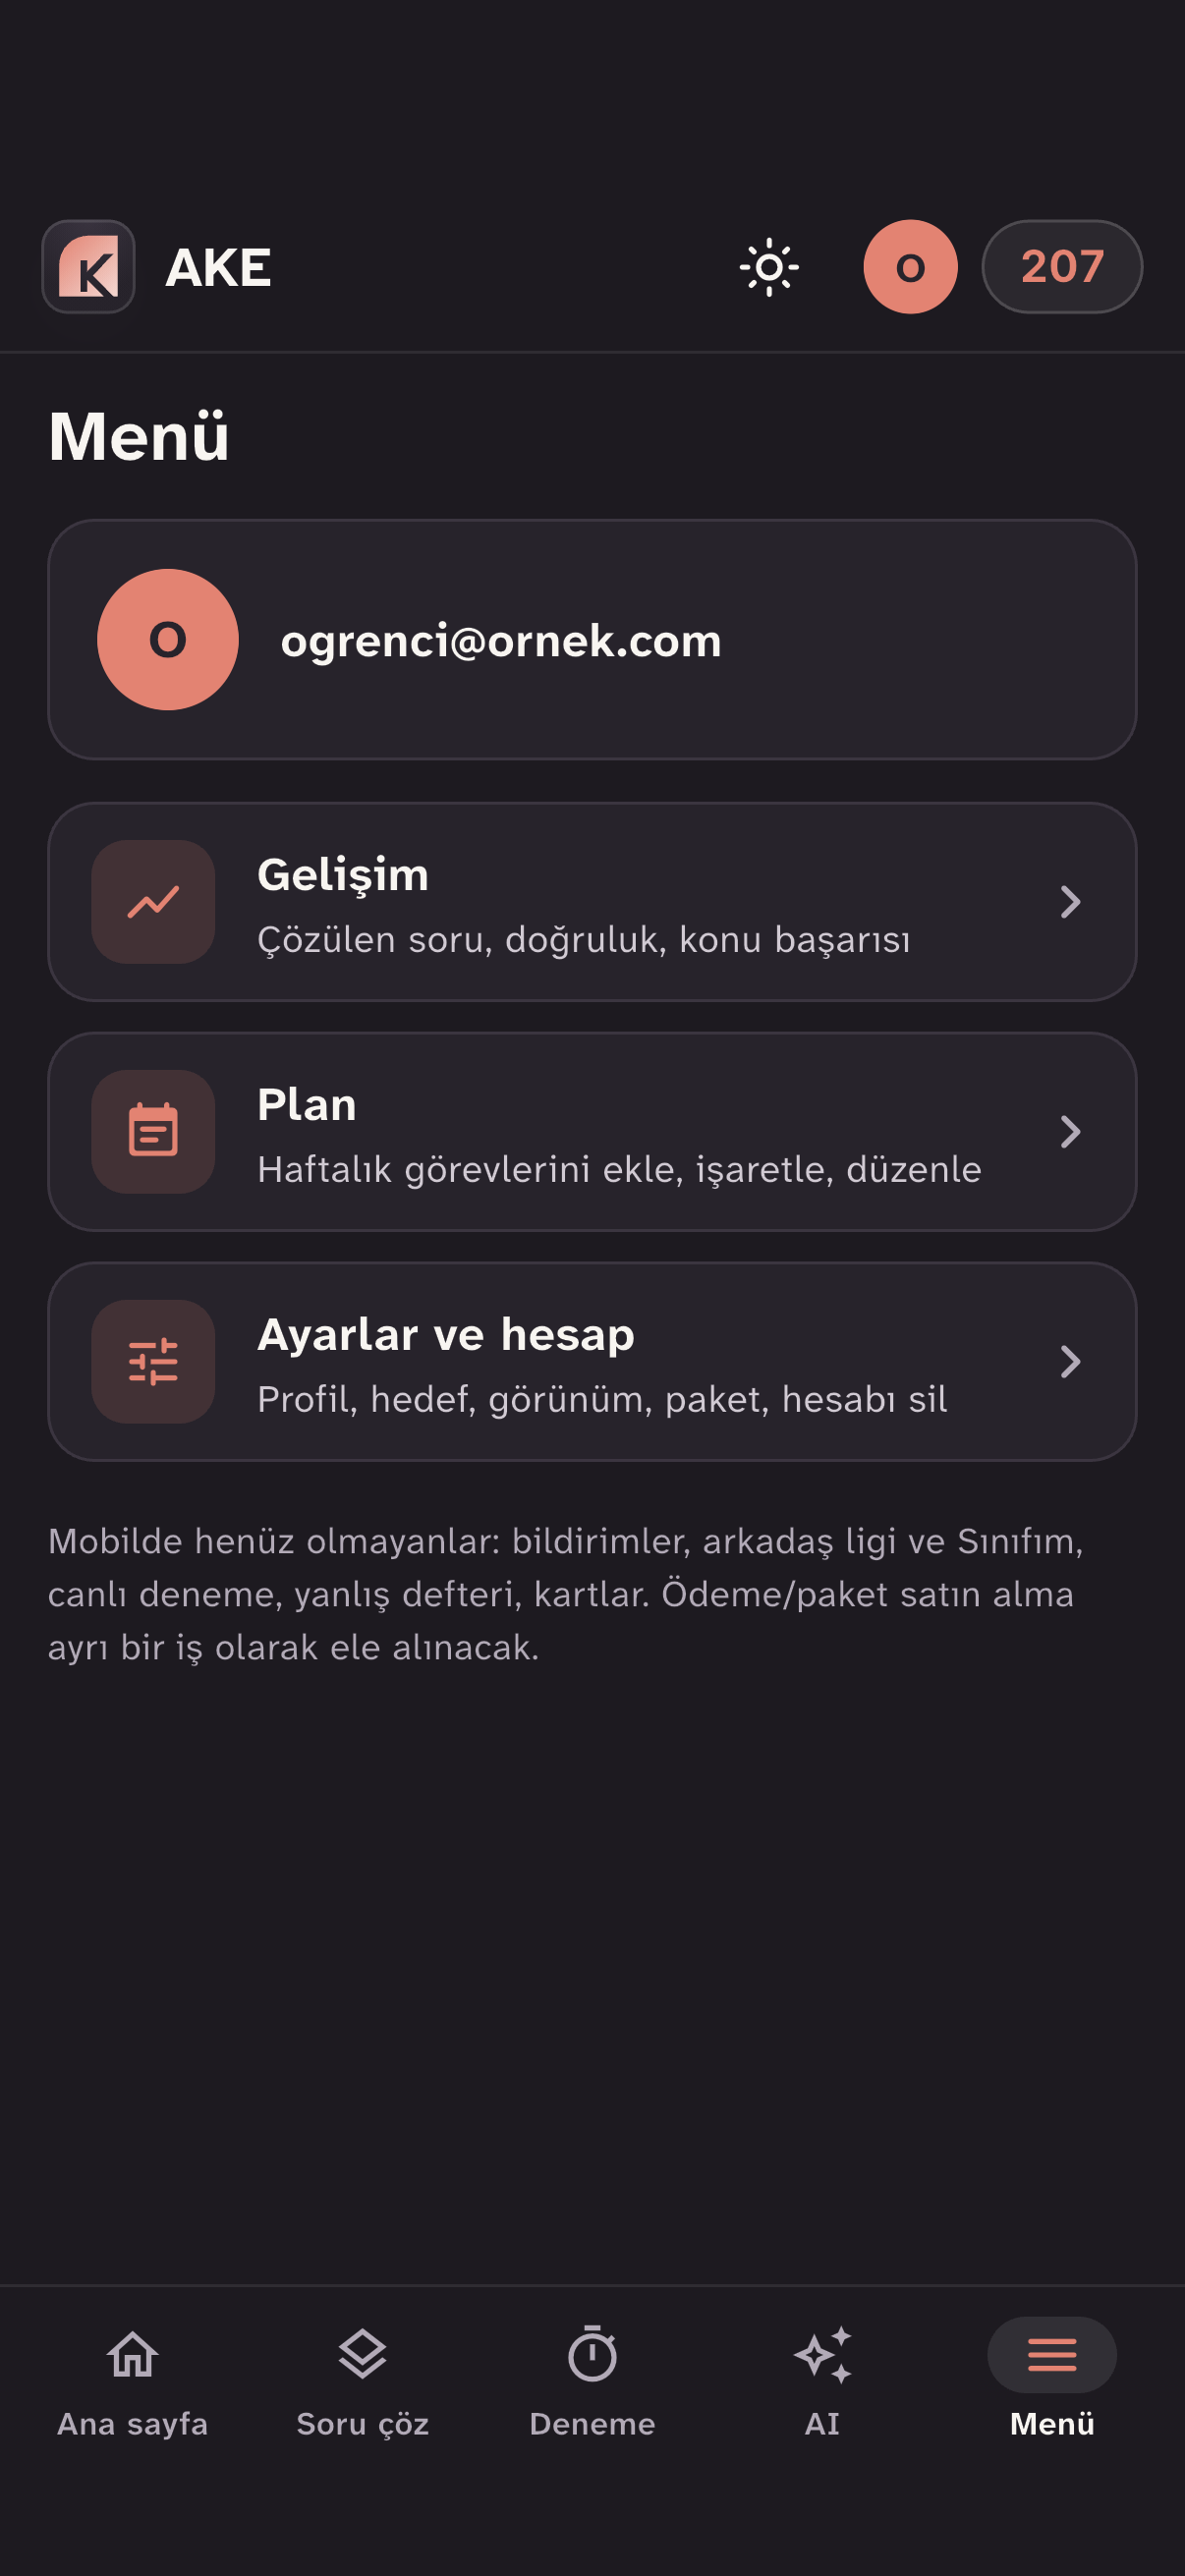 K AKE O 207
Menü
O ogrenci@ornek.com
Gelişim
Çözülen soru, doğruluk, konu başarısı
Plan
Haftalık görevlerini ekle, işaretle, düzenle
Ayarlar ve hesap
Profil, hedef, görünüm, paket, hesabı sil
Mobilde henüz olmayanlar: bildirimler, arkadaş ligi ve Sınıfım,
canlı deneme, yanlış defteri, kartlar. Ödeme/paket satın alma
ayrı bir iş olarak ele alınacak.
Ana sayfa Soru çöz Deneme AI Menü